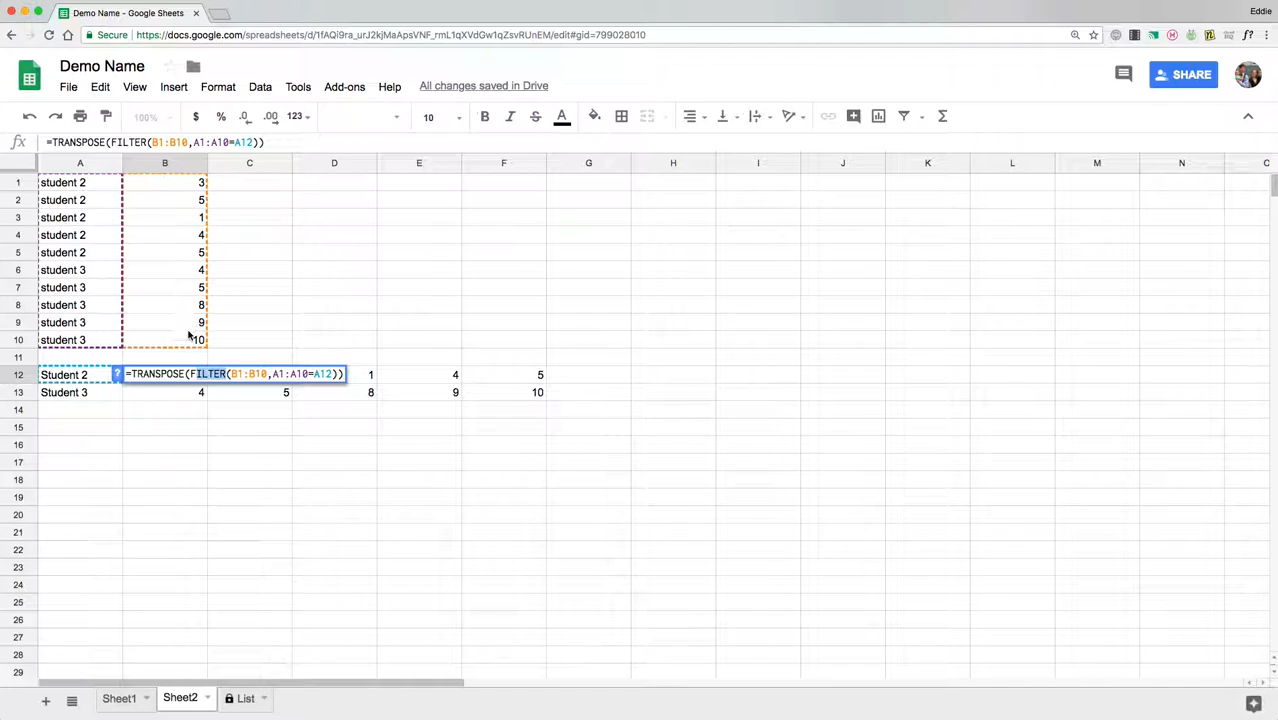 Demo Name - Google Sheets
Eddie
Secure https://docs.google.com/spreadsheets/d/1fAQi9ra_urJ2kjMaApsVNF_rmL1qXVdGw1qZsvRUnEM/edit#gid=799028010
Demo Name
File Edit View Insert Format Data Tools Add-ons Help All changes saved in Drive
SHARE
100% $ % .0 .00 123 10 B I S A
fx =TRANSPOSE(FILTER(B1:B10,A1:A10=A12))
A B C D E F G H I J K L M N
1 student 2 3
2 student 2 5
3 student 2 1
4 student 2 4
5 student 2 5
6 student 3 4
7 student 3 5
8 student 3 8
9 student 3 9
10 student 3 10
11
12 Student 2 ? =TRANSPOSE(FILTER(B1:B10,A1:A10=A12)) 1 4 5
13 Student 3 4 5 8 9 10
14
15
16
17
18
19
20
21
22
23
24
25
26
27
28
29
Sheet1 Sheet2 List